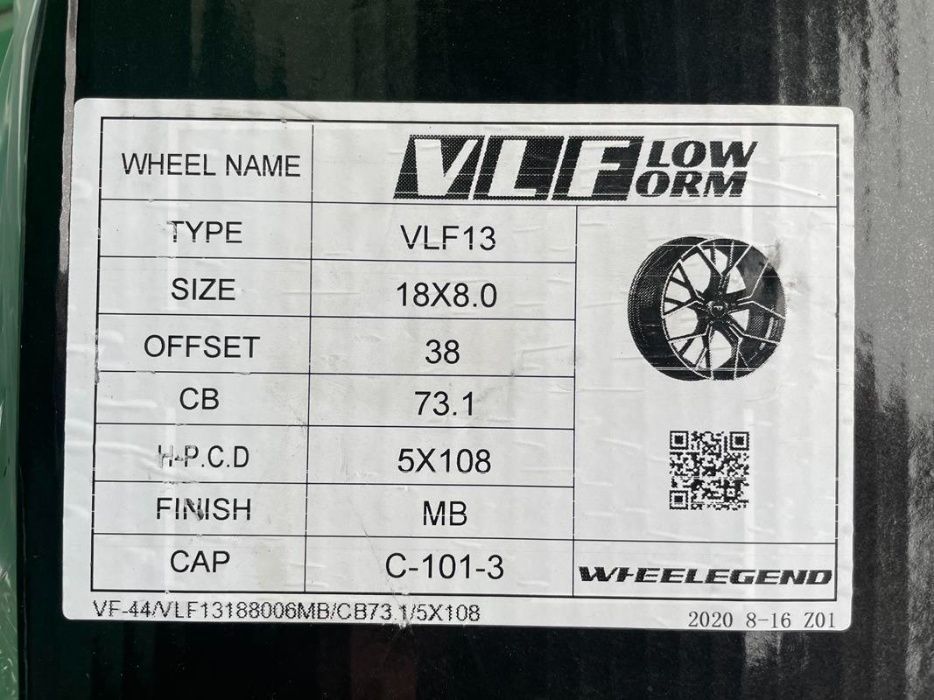 WHEEL NAME VLF LOW FORM
TYPE VLF13
SIZE 18X8.0
OFFSET 38
CB 73.1
H-P.C.D 5X108
FINISH MB
CAP C-101-3
WHEELEGEND
VF-44/VLF13188006MB/CB73.1/5X108
2020 8-16 Z01